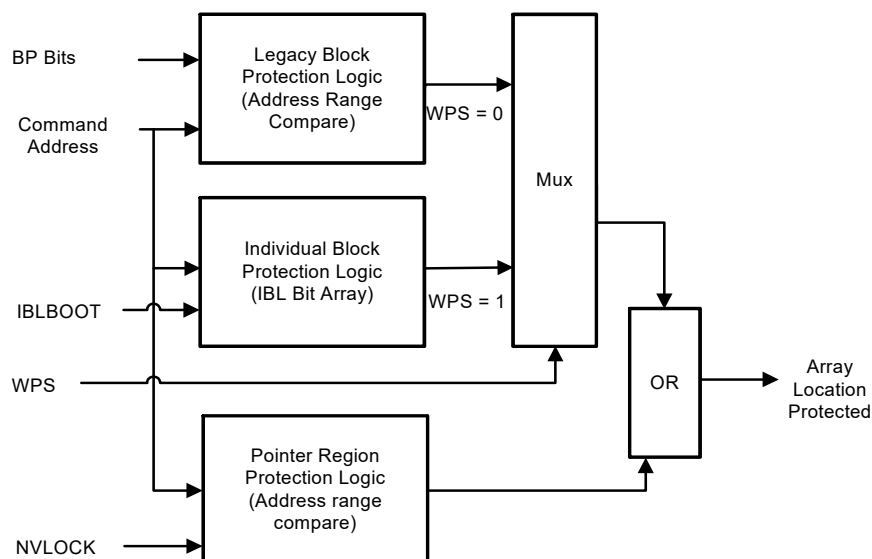 BP Bits
Command
Address
Legacy Block
Protection Logic
(Address Range
Compare)
WPS = 0
Mux
Individual Block
Protection Logic
(IBL Bit Array)
WPS = 1
IBLBOOT
WPS
OR
Array
Location
Protected
Pointer Region
Protection Logic
(Address range
compare)
NVLOCK